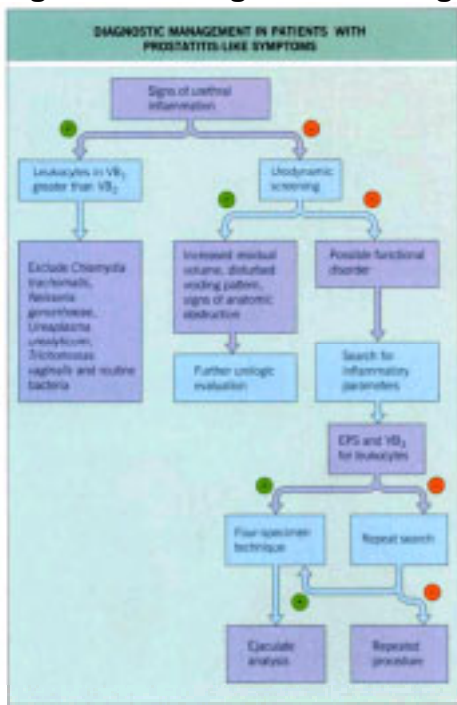 DIAGNOSTIC MANAGEMENT IN PATIENTS WITH
PROSTATITIS-LIKE SYMPTOMS
Signs of urethral
inflammation
Leukocytes in VB₁
greater than VB₂
Urodynamic
screening
Exclude Chlamydia
trachomatis,
Neisseria
gonorrhoeae,
Ureaplasma
urealyticum,
Trichomonas
vaginalis and routine
bacteria
Increased residual
volume, disturbed
voiding pattern,
signs of anatomic
obstruction
Possible functional
disorder
Further urologic
evaluation
Search for
inflammatory
parameters
EPS and VB₃
for leukocytes
Four-specimen
technique
Repeat search
Ejaculate
analysis
Repeated
procedure